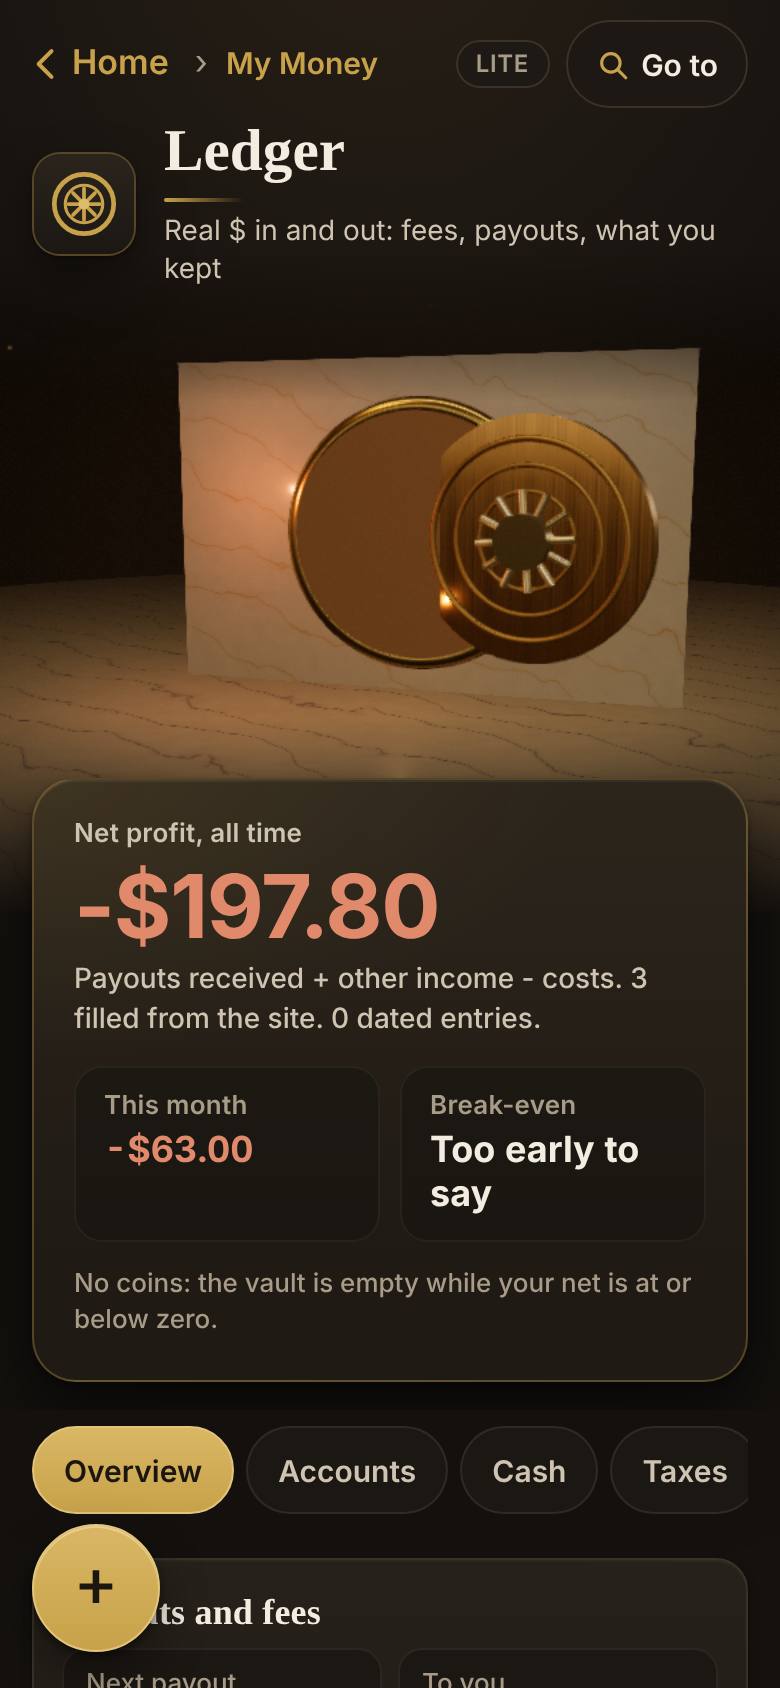 Home › My Money
LITE
Go to
Ledger
Real $ in and out: fees, payouts, what you
kept
Net profit, all time
-$197.80
Payouts received + other income - costs. 3
filled from the site. 0 dated entries.
This month
-$63.00
Break-even
Too early to
say
No coins: the vault is empty while your net is at or
below zero.
Overview
Accounts
Cash
Taxes
+
and fees
Next payout
To you